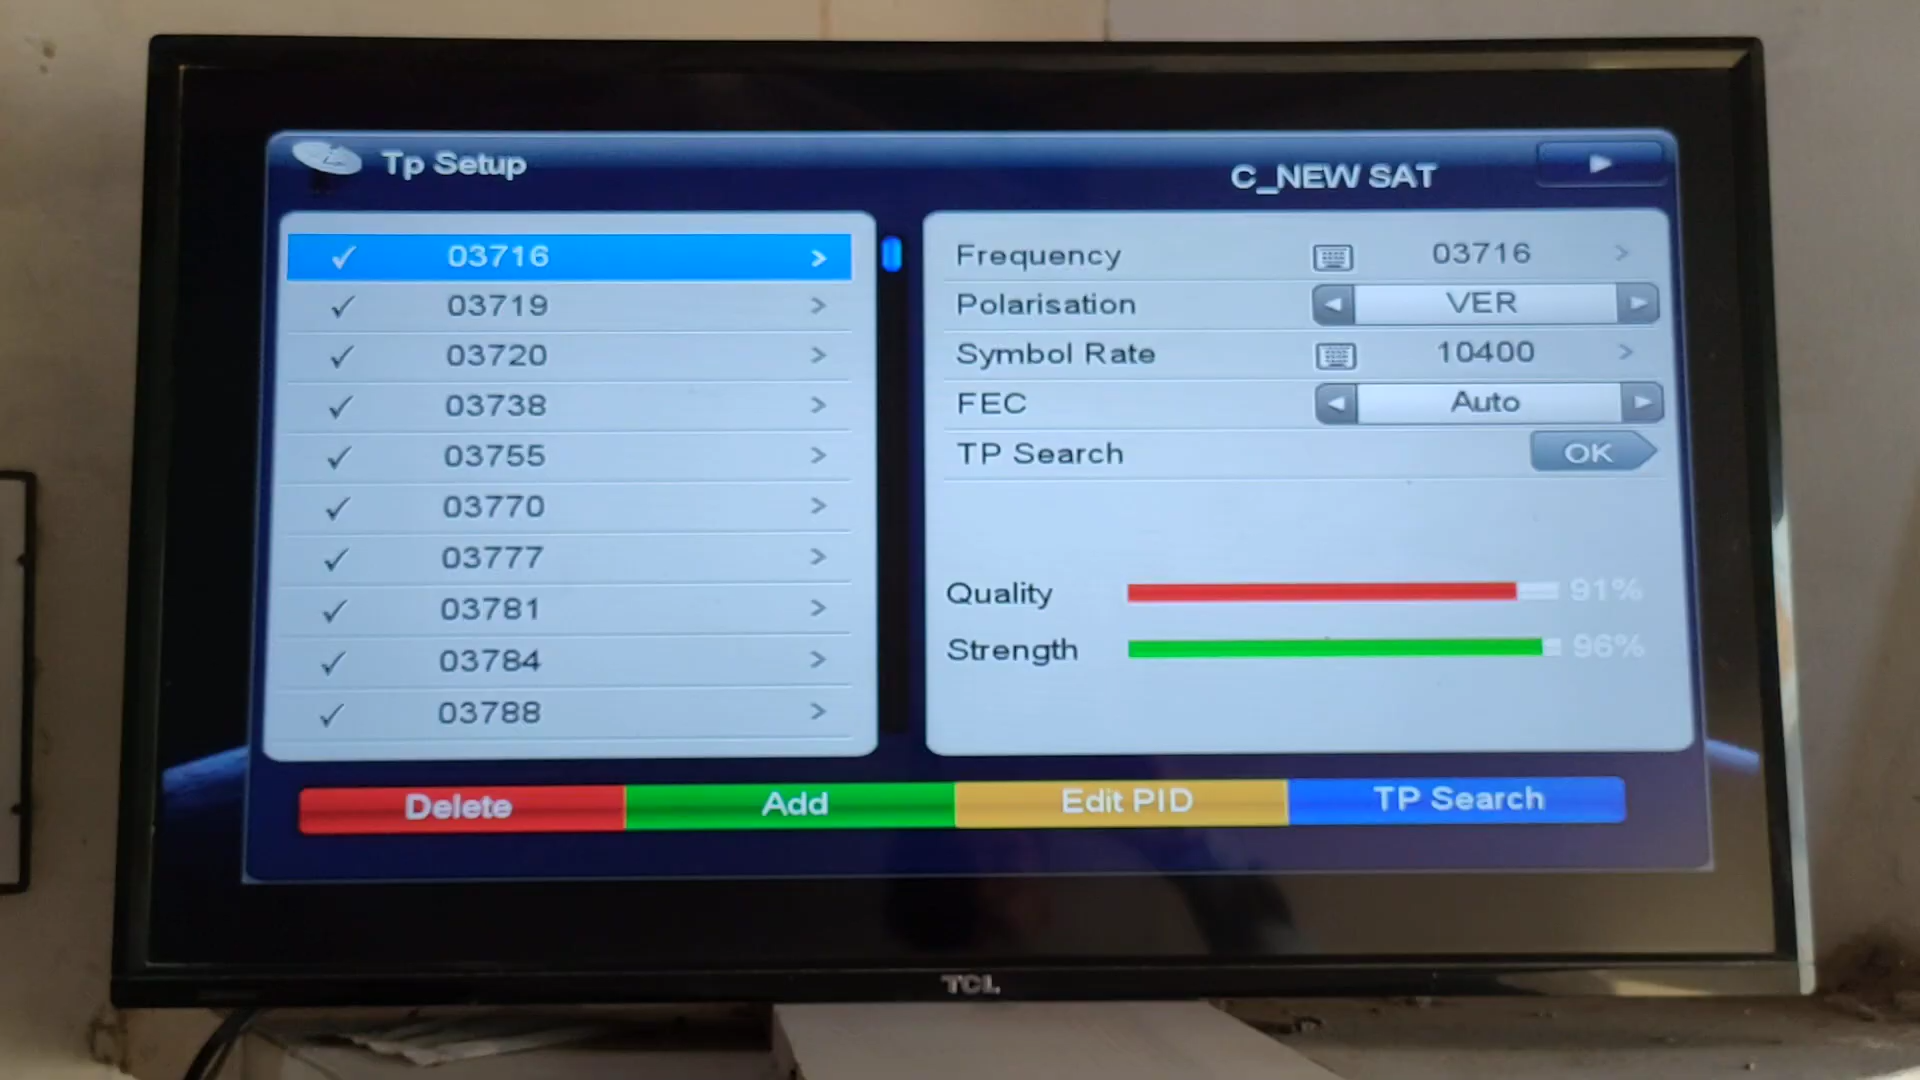 Tp Setup
C_NEW SAT
03716
03719
03720
03738
03755
03770
03777
03781
03784
03788
Frequency 03716
Polarisation VER
Symbol Rate 10400
FEC Auto
TP Search OK
Quality 91%
Strength 96%
Delete Add Edit PID TP Search
TCL